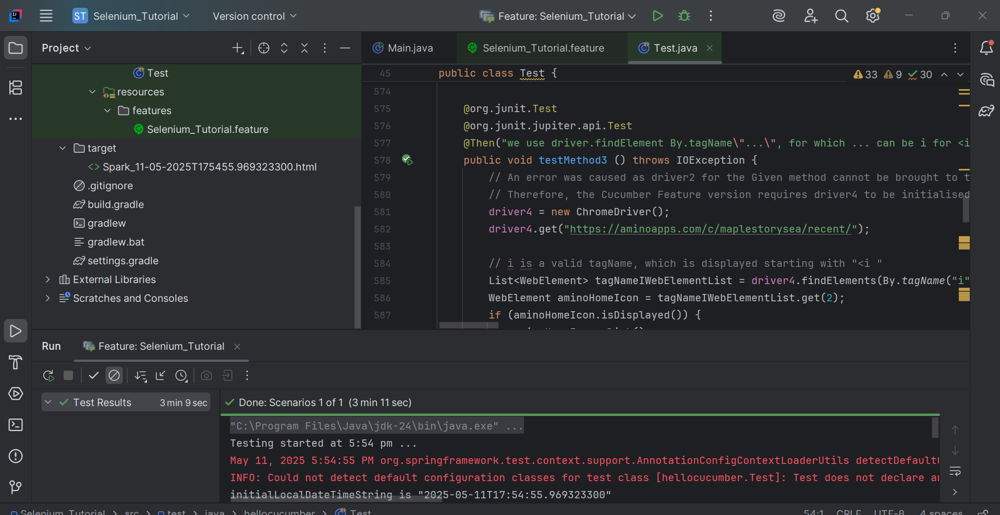 ST Selenium_Tutorial Version control Feature: Selenium_Tutorial
Project
Main.java Selenium_Tutorial.feature Test.java
Test
resources
features
Selenium_Tutorial.feature
target
Spark_11-05-2025T175455.969323300.html
.gitignore
build.gradle
gradlew
gradlew.bat
settings.gradle
External Libraries
Scratches and Consoles
45 public class Test {
33 9 30
574
575 @org.junit.Test
576 @org.junit.jupiter.api.Test
577 @Then("we use driver.findElement By.tagName\"...\", for which ... can be i for <i
578 public void testMethod3 () throws IOException {
579 // An error was caused as driver2 for the Given method cannot be brought to t
580 // Therefore, the Cucumber Feature version requires driver4 to be initialised
581 driver4 = new ChromeDriver();
582 driver4.get("https://aminoapps.com/c/maplestorysea/recent/");
583
584 // i is a valid tagName, which is displayed starting with "<i "
585 List<WebElement> tagNameIWebElementList = driver4.findElements(By.tagName("i"
586 WebElement aminoHomeIcon = tagNameIWebElementList.get(2);
587 if (aminoHomeIcon.isDisplayed()) {
Run Feature: Selenium_Tutorial
Test Results 3 min 9 sec
Done: Scenarios 1 of 1 (3 min 11 sec)
"C:\Program Files\Java\jdk-24\bin\java.exe" ...
Testing started at 5:54 pm ...
May 11, 2025 5:54:55 PM org.springframework.test.context.support.AnnotationConfigContextLoaderUtils detectDefault
INFO: Could not detect default configuration classes for test class [hellocucumber.Test]: Test does not declare an
initialLocalDateTimeString is "2025-05-11T17:54:55.969323300"
Selenium_Tutorial > src > test > java > hellocucumber > Test 54:1 CRLF UTF-8 4 spaces